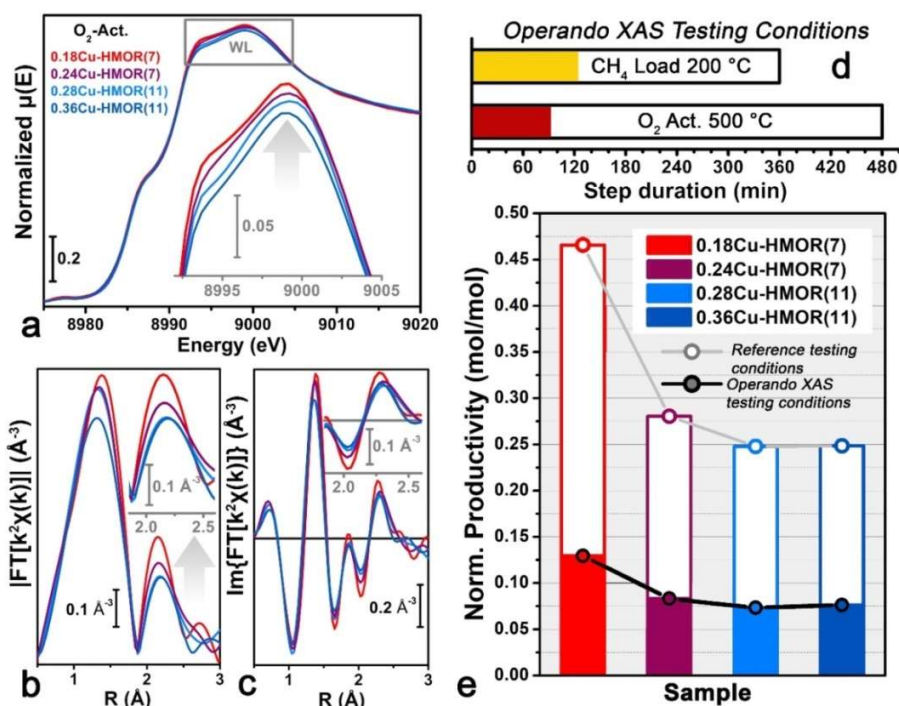 O2-Act.
0.18Cu-HMOR(7)
0.24Cu-HMOR(7)
0.28Cu-HMOR(11)
0.36Cu-HMOR(11)
WL
0.05
0.2
8995 9000 9005
a
8980 8990 9000 9010 9020
Energy (eV)
Normalized μ(E)
Operando XAS Testing Conditions
CH4 Load 200 °C
d
O2 Act. 500 °C
0 60 120 180 240 300 360 420 480
Step duration (min)
|FT[k²χ(k)]| (Å-3)
0.1 Å-3
2.0 2.5
0.1 Å-3
b
1 2 3
R (Å)
Im{FT[k²χ(k)]} (Å-3)
0.1 Å-3
2.0 2.5
0.2 Å-3
c
1 2 3
R (Å)
Norm. Productivity (mol/mol)
0.50
0.45
0.40
0.35
0.30
0.25
0.20
0.15
0.10
0.05
0.00
0.18Cu-HMOR(7)
0.24Cu-HMOR(7)
0.28Cu-HMOR(11)
0.36Cu-HMOR(11)
Reference testing
conditions
Operando XAS
testing conditions
e
Sample